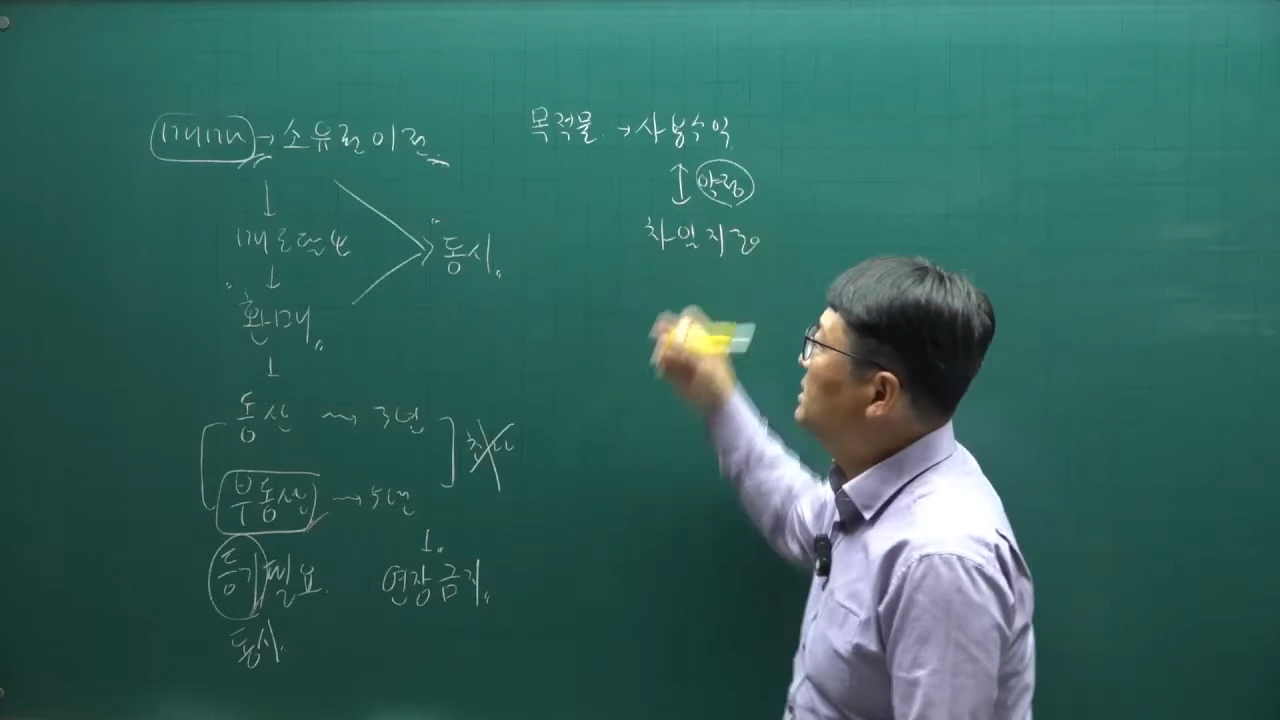 매매 → 소유권이전
매도담보
"환매"
"동시"
동산 → 3년
부동산 → 5년
등기필요
연장금지
동시
목적물 → 사용수익
약정
차임지급